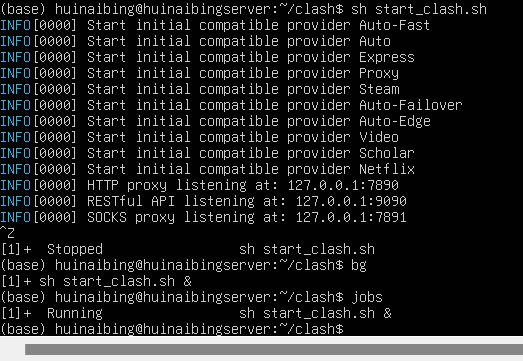 (base) huinaibing@huinaibingserver:~/clash$ sh start_clash.sh
INFO[0000] Start initial compatible provider Auto-Fast
INFO[0000] Start initial compatible provider Auto
INFO[0000] Start initial compatible provider Express
INFO[0000] Start initial compatible provider Proxy
INFO[0000] Start initial compatible provider Steam
INFO[0000] Start initial compatible provider Auto-Failover
INFO[0000] Start initial compatible provider Auto-Edge
INFO[0000] Start initial compatible provider Video
INFO[0000] Start initial compatible provider Scholar
INFO[0000] Start initial compatible provider Netflix
INFO[0000] HTTP proxy listening at: 127.0.0.1:7890
INFO[0000] RESTful API listening at: 127.0.0.1:9090
INFO[0000] SOCKS proxy listening at: 127.0.0.1:7891
^Z
[1]+  Stopped                 sh start_clash.sh
(base) huinaibing@huinaibingserver:~/clash$ bg
[1]+ sh start_clash.sh &
(base) huinaibing@huinaibingserver:~/clash$ jobs
[1]+  Running                 sh start_clash.sh &
(base) huinaibing@huinaibingserver:~/clash$